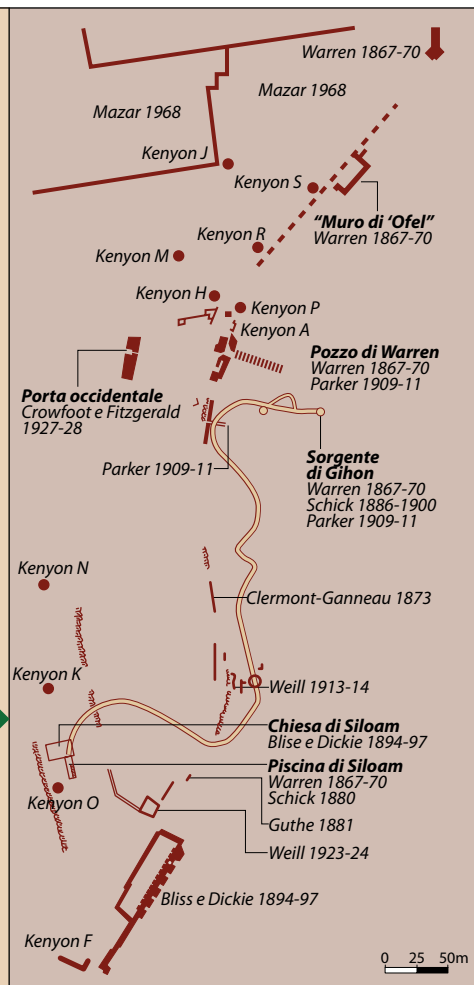 Warren 1867-70
Mazar 1968
Mazar 1968
Kenyon J
Kenyon S
"Muro di ‘Ofel"
Warren 1867-70
Kenyon R
Kenyon M
Kenyon H
Kenyon P
Kenyon A
Pozzo di Warren
Warren 1867-70
Parker 1909-11
Porta occidentale
Crowfoot e Fitzgerald
1927-28
Parker 1909-11
Sorgente
di Gihon
Warren 1867-70
Schick 1886-1900
Parker 1909-11
Kenyon N
Clermont-Ganneau 1873
Kenyon K
Weill 1913-14
Chiesa di Siloam
Blise e Dickie 1894-97
Piscina di Siloam
Warren 1867-70
Schick 1880
Kenyon O
Guthe 1881
Weill 1923-24
Bliss e Dickie 1894-97
Kenyon F
0 25 50m